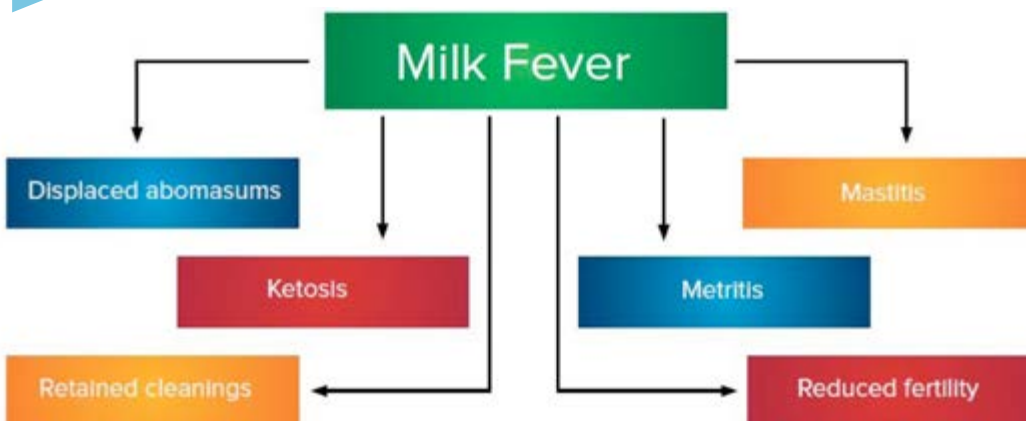 Milk Fever
Displaced abomasums
Mastitis
Ketosis
Metritis
Retained cleanings
Reduced fertility